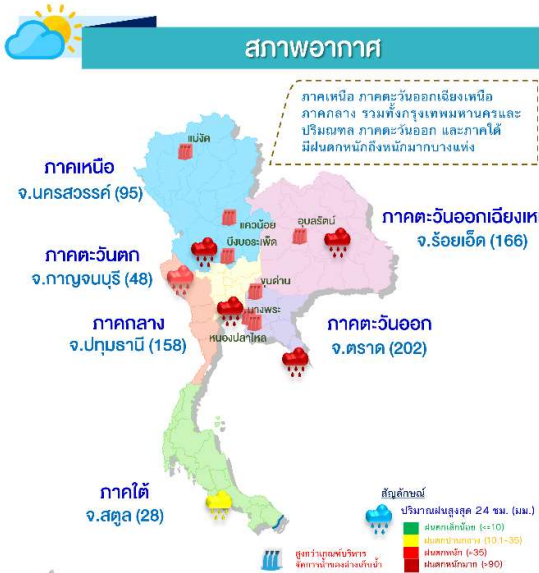 สภาพอากาศ
ภาคเหนือ ภาคตะวันออกเฉียงเหนือ
ภาคกลาง รวมทั้งกรุงเทพมหานครและ
ปริมณฑล ภาคตะวันออก และภาคใต้
มีฝนตกหนักถึงหนักมากบางแห่ง
แม่งัด
ภาคเหนือ
จ.นครสวรรค์ (95)
แควน้อย
บึงบอระเพ็ด
อุบลรัตน์
ภาคตะวันออกเฉียงเห
จ.ร้อยเอ็ด (166)
ภาคตะวันตก
จ.กาญจนบุรี (48)
ขุนด่าน
ภาคกลาง
จ.ปทุมธานี (158)
บางพระ
หนองปลาไหล
ภาคตะวันออก
จ.ตราด (202)
ภาคใต้
จ.สตูล (28)
สัญลักษณ์
ปริมาณฝนสูงสุด 24 ชม. (มม.)
ฝนตกเล็กน้อย (<=10)
ฝนตกปานกลาง (10.1-35)
ฝนตกหนัก (>35)
ฝนตกหนักมาก (>90)
สูงกว่าเกณฑ์บริหาร
จัดการน้ำของอ่างเก็บน้ำ